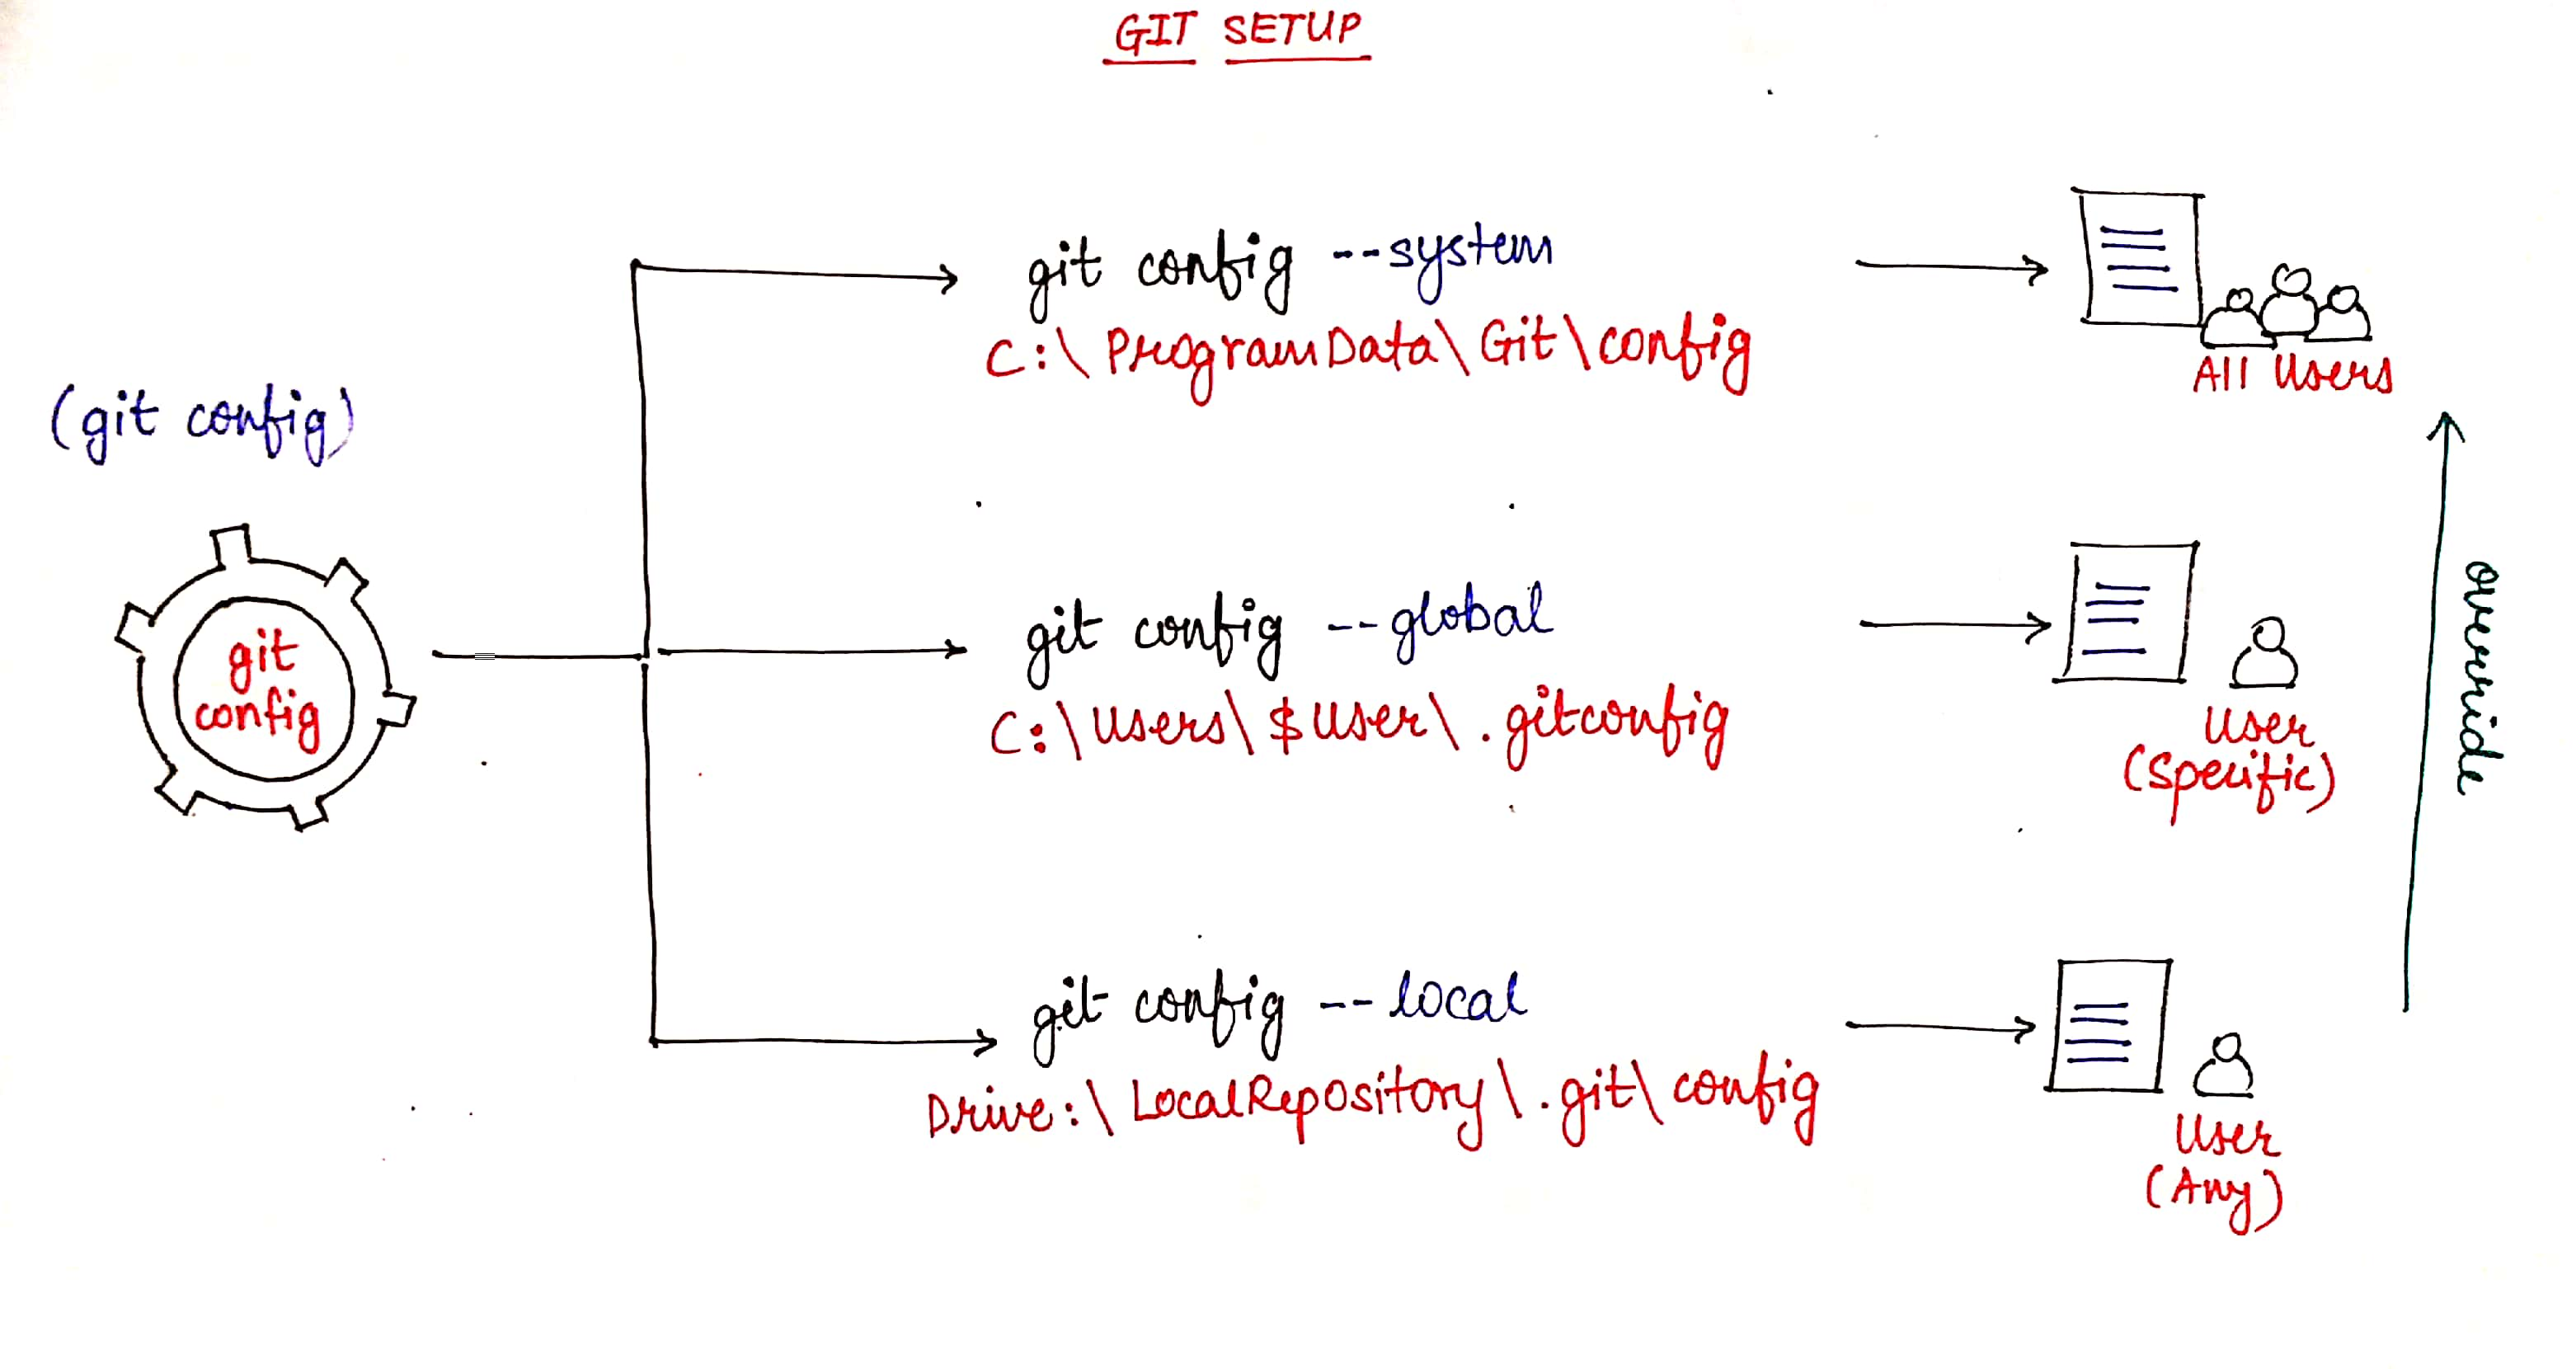 GIT SETUP
(git config)
git
config
git config --system
C:\ProgramData\Git\config
All Users
git config --global
C:\Users\$user\.gitconfig
User
(Specific)
git config --local
Drive:\LocalRepository\.git\config
User
(Any)
override